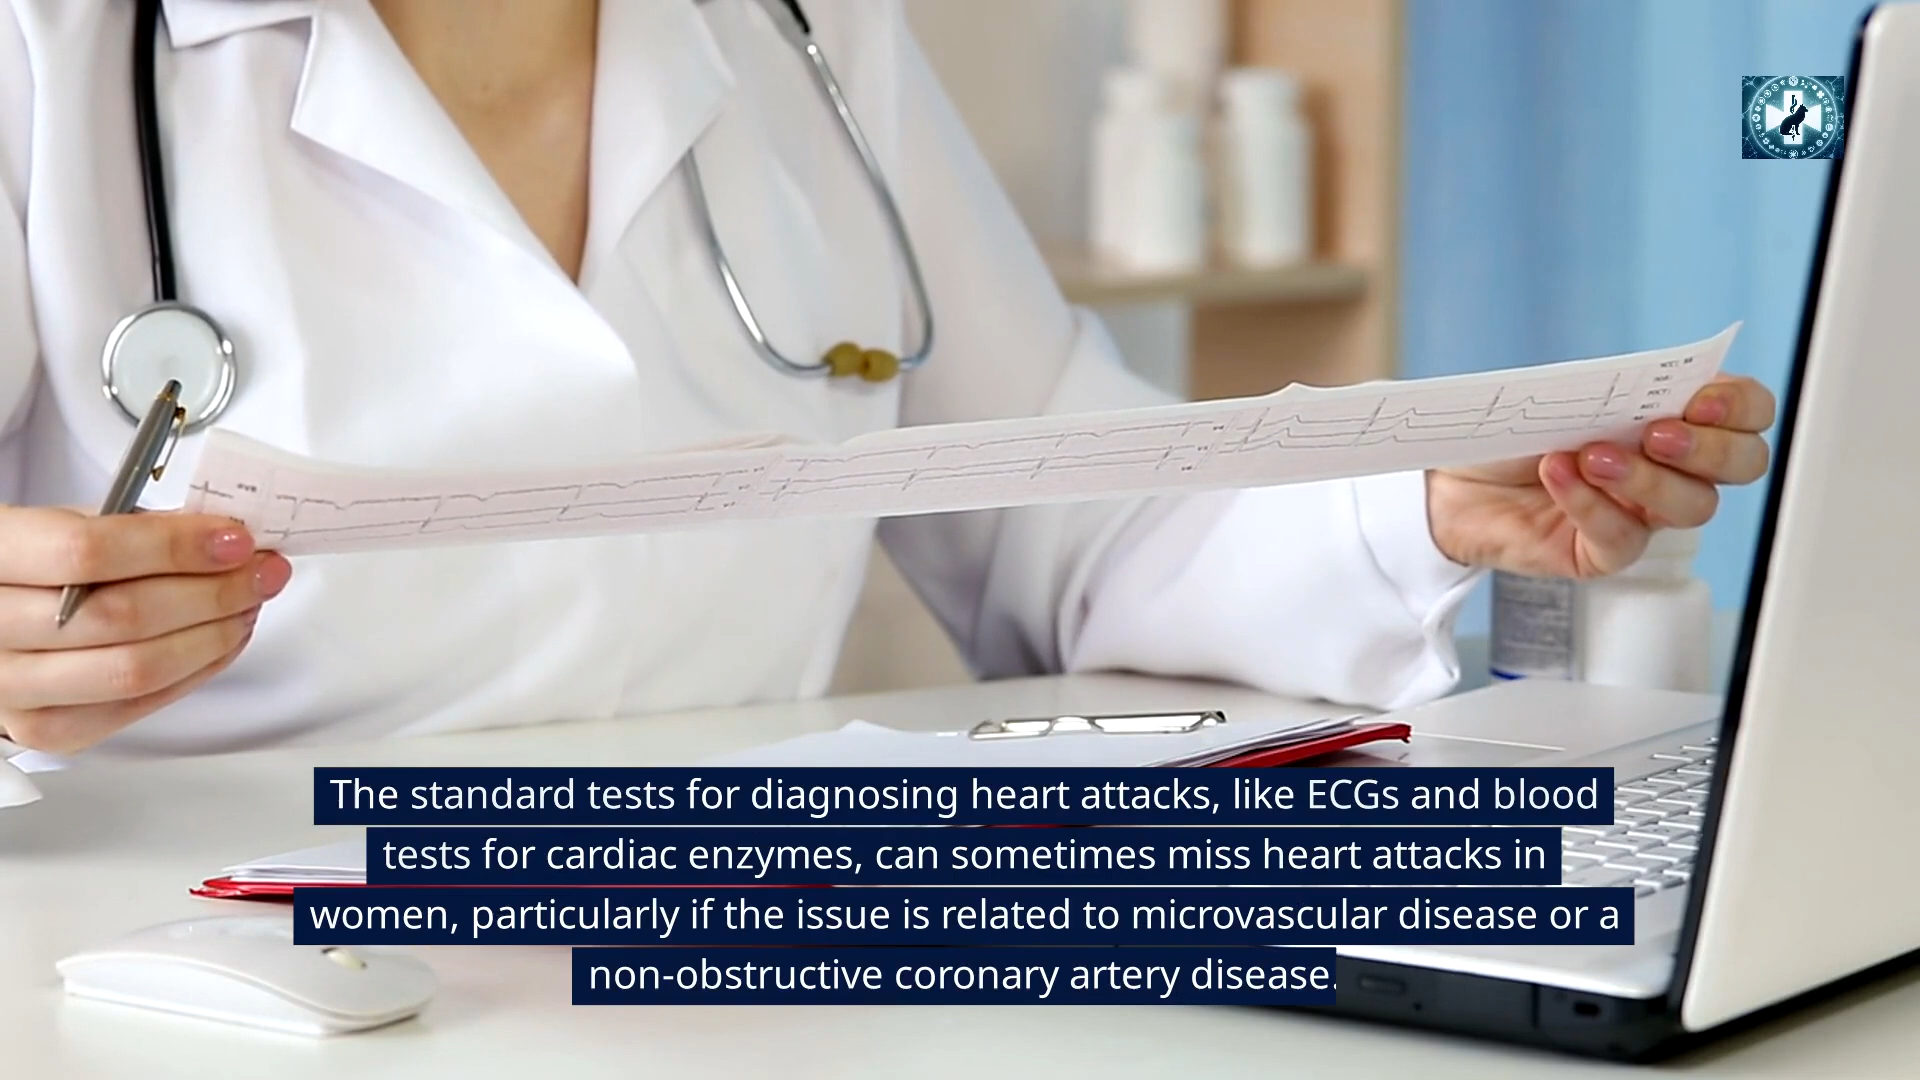 The standard tests for diagnosing heart attacks, like ECGs and blood
tests for cardiac enzymes, can sometimes miss heart attacks in
women, particularly if the issue is related to microvascular disease or a
non-obstructive coronary artery disease.